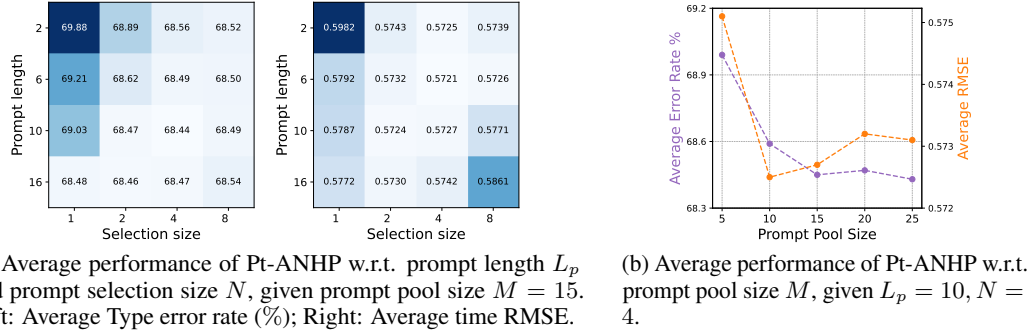 Prompt length
2
6
10
16
69.88 68.89 68.56 68.52
69.21 68.62 68.49 68.50
69.03 68.47 68.44 68.49
68.48 68.46 68.47 68.54
1 2 4 8
Selection size
Prompt length
2
6
10
16
0.5982 0.5743 0.5725 0.5739
0.5792 0.5732 0.5721 0.5726
0.5787 0.5724 0.5727 0.5771
0.5772 0.5730 0.5742 0.5861
1 2 4 8
Selection size
Average Error Rate %
69.2
68.9
68.6
68.3
0.575
0.574
0.573
0.572
Average RMSE
5 10 15 20 25
Prompt Pool Size
Average performance of Pt-ANHP w.r.t. prompt length L_p
prompt selection size N, given prompt pool size M = 15.
Average Type error rate (%); Right: Average time RMSE.
(b) Average performance of Pt-ANHP w.r.t.
prompt pool size M, given L_p = 10, N =
4.